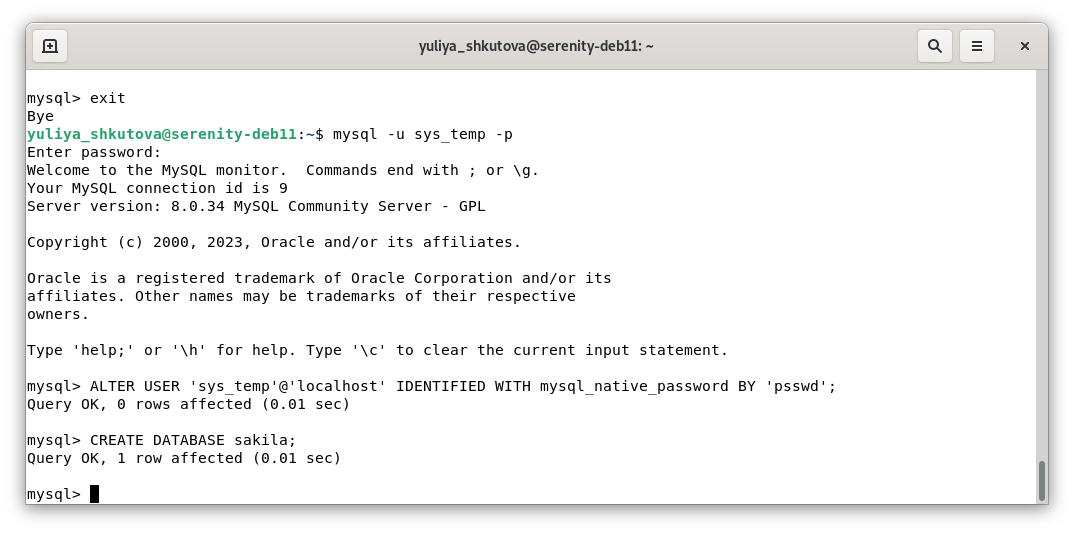 yuliya_shkutova@serenity-deb11: ~
mysql> exit
Bye
yuliya_shkutova@serenity-deb11:~$ mysql -u sys_temp -p
Enter password:
Welcome to the MySQL monitor.  Commands end with ; or \g.
Your MySQL connection id is 9
Server version: 8.0.34 MySQL Community Server - GPL
Copyright (c) 2000, 2023, Oracle and/or its affiliates.
Oracle is a registered trademark of Oracle Corporation and/or its
affiliates. Other names may be trademarks of their respective
owners.
Type 'help;' or '\h' for help. Type '\c' to clear the current input statement.
mysql> ALTER USER 'sys_temp'@'localhost' IDENTIFIED WITH mysql_native_password BY 'psswd';
Query OK, 0 rows affected (0.01 sec)
mysql> CREATE DATABASE sakila;
Query OK, 1 row affected (0.01 sec)
mysql>